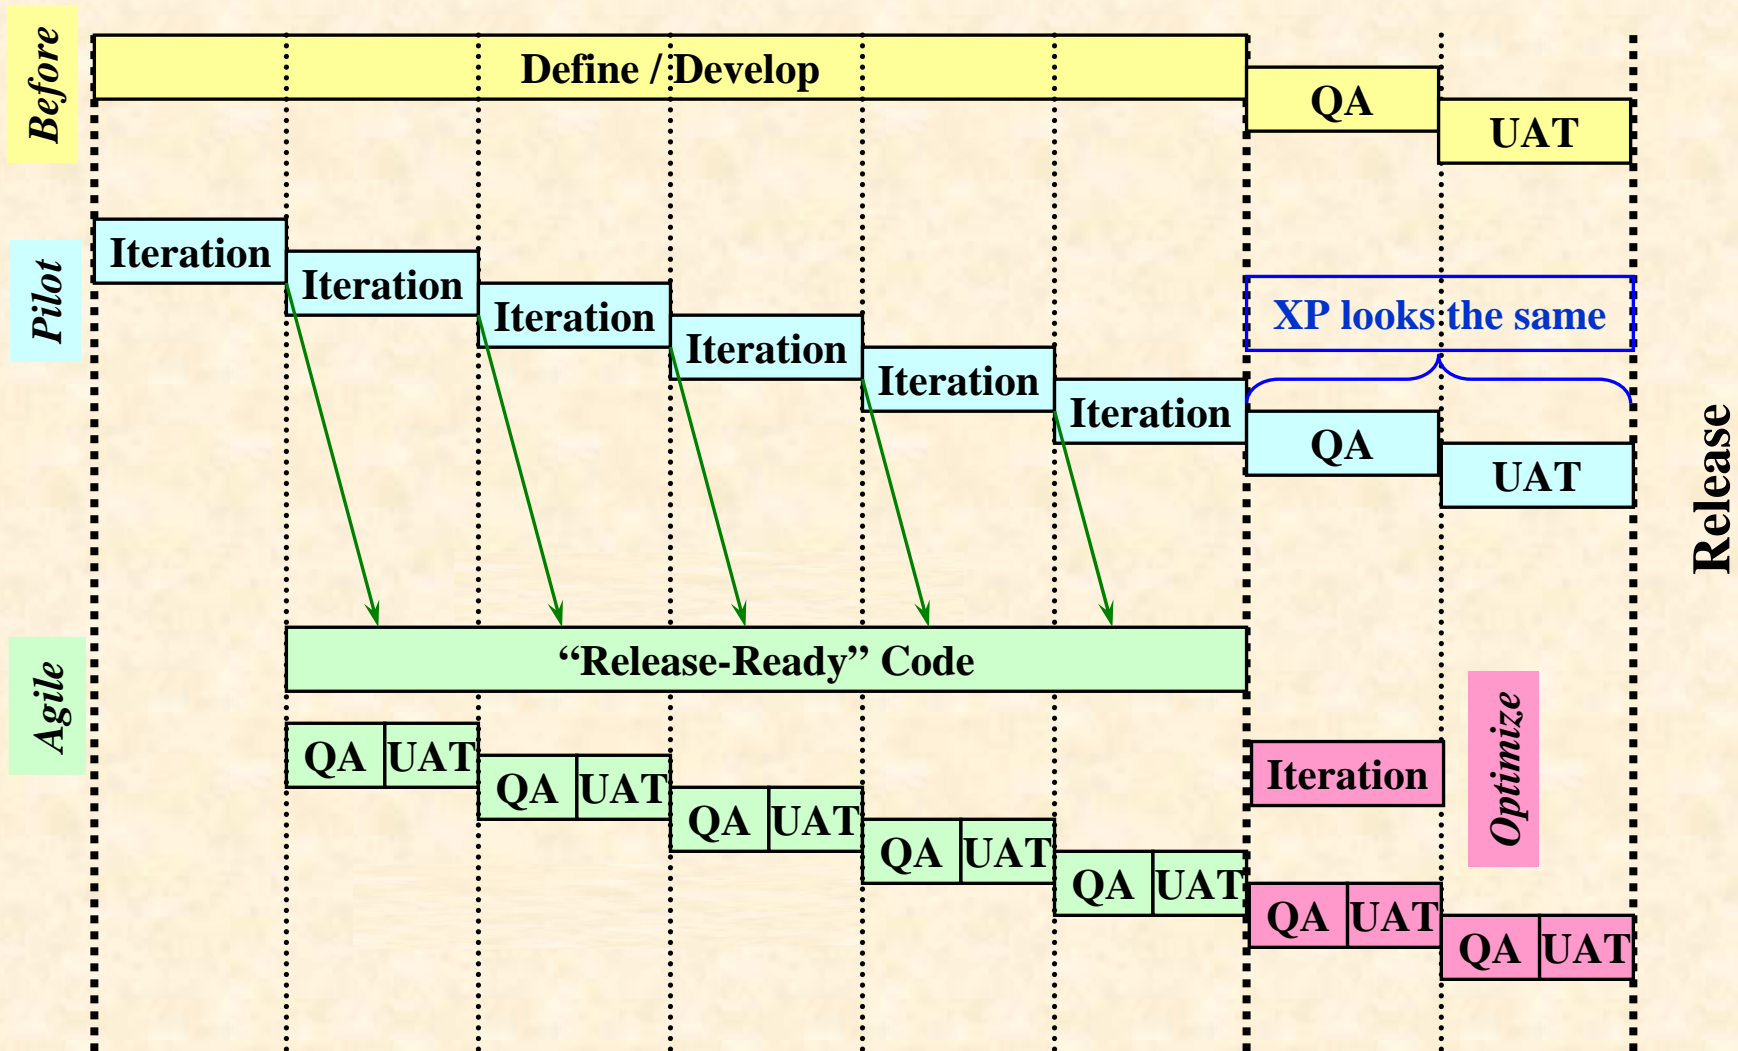 Before
Define / Develop
QA
UAT
Pilot
Iteration
Iteration
Iteration
Iteration
Iteration
Iteration
XP looks the same
QA
UAT
Release
Agile
“Release-Ready” Code
QA UAT
QA UAT
QA UAT
QA UAT
QA UAT
Iteration
Optimize
QA UAT
QA UAT